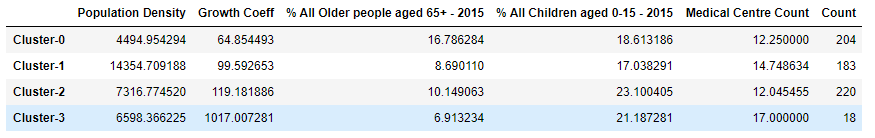 Population Density Growth Coeff % All Older people aged 65+ - 2015 % All Children aged 0-15 - 2015 Medical Centre Count Count
Cluster-0 4494.954294 64.854493 16.786284 18.613186 12.250000 204
Cluster-1 14354.709188 99.592653 8.690110 17.038291 14.748634 183
Cluster-2 7316.774520 119.181886 10.149063 23.100405 12.045455 220
Cluster-3 6598.366225 1017.007281 6.913234 21.187281 17.000000 18